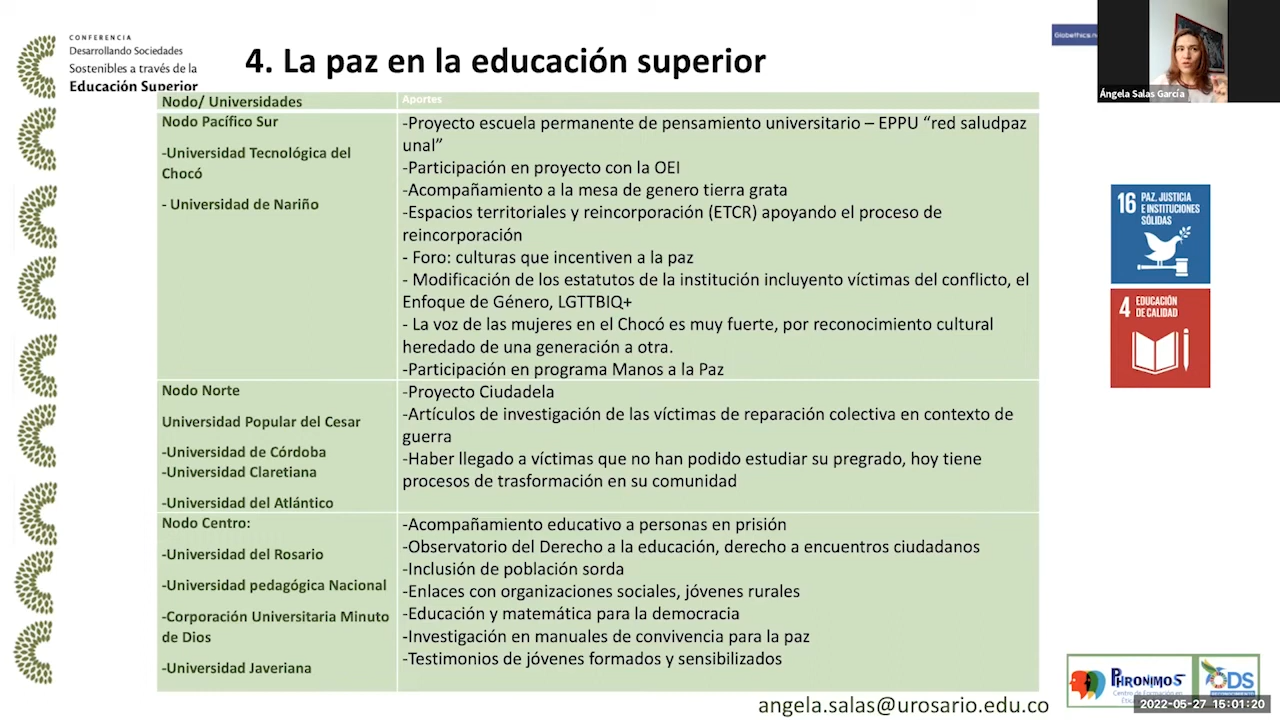 CONFERENCIA
Desarrollando Sociedades
Sostenibles a través de la
Educación Superior
4. La paz en la educación superior
Globethics.n
Ángela Salas García
Nodo/ Universidades
Aportes
Nodo Pacífico Sur
-Universidad Tecnológica del
Chocó
- Universidad de Nariño
-Proyecto escuela permanente de pensamiento universitario – EPPU “red saludpaz
unal”
-Participación en proyecto con la OEI
-Acompañamiento a la mesa de genero tierra grata
-Espacios territoriales y reincorporación (ETCR) apoyando el proceso de
reincorporación
- Foro: culturas que incentiven a la paz
- Modificación de los estatutos de la institución incluyento víctimas del conflicto, el
Enfoque de Género, LGTTBIQ+
- La voz de las mujeres en el Chocó es muy fuerte, por reconocimiento cultural
heredado de una generación a otra.
-Participación en programa Manos a la Paz
Nodo Norte
Universidad Popular del Cesar
-Universidad de Córdoba
-Universidad Claretiana
-Universidad del Atlántico
-Proyecto Ciudadela
-Artículos de investigación de las víctimas de reparación colectiva en contexto de
guerra
-Haber llegado a víctimas que no han podido estudiar su pregrado, hoy tiene
procesos de trasformación en su comunidad
Nodo Centro:
-Universidad del Rosario
-Universidad pedagógica Nacional
-Corporación Universitaria Minuto
de Dios
-Universidad Javeriana
-Acompañamiento educativo a personas en prisión
-Observatorio del Derecho a la educación, derecho a encuentros ciudadanos
-Inclusión de población sorda
-Enlaces con organizaciones sociales, jóvenes rurales
-Educación y matemática para la democracia
-Investigación en manuales de convivencia para la paz
-Testimonios de jóvenes formados y sensibilizados
16 PAZ, JUSTICIA
E INSTITUCIONES
SÓLIDAS
4 EDUCACIÓN
DE CALIDAD
PHRONIMOS
Centro de Formación en
ODS
angela.salas@urosario.edu.co
2022-05-27 15:01:20